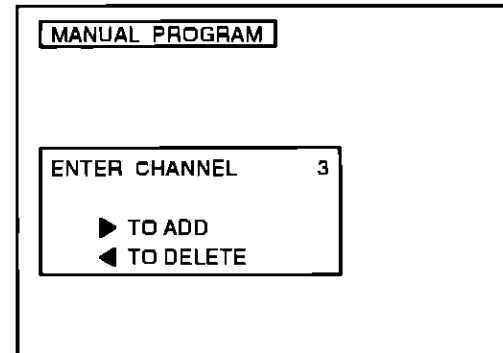 MANUAL PROGRAM
ENTER CHANNEL 3
▶ TO ADD
◀ TO DELETE